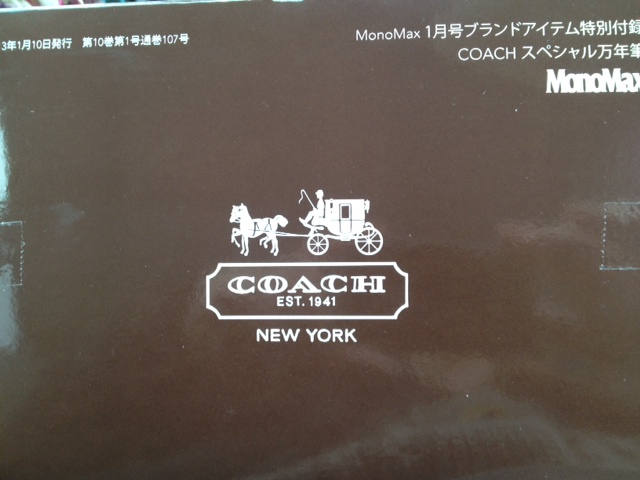 3年1月10日発行 第10巻第1号通巻107号
MonoMax 1月号ブランドアイテム特別付録
COACH スペシャル万年筆
MonoMax
COACH
EST. 1941
NEW YORK